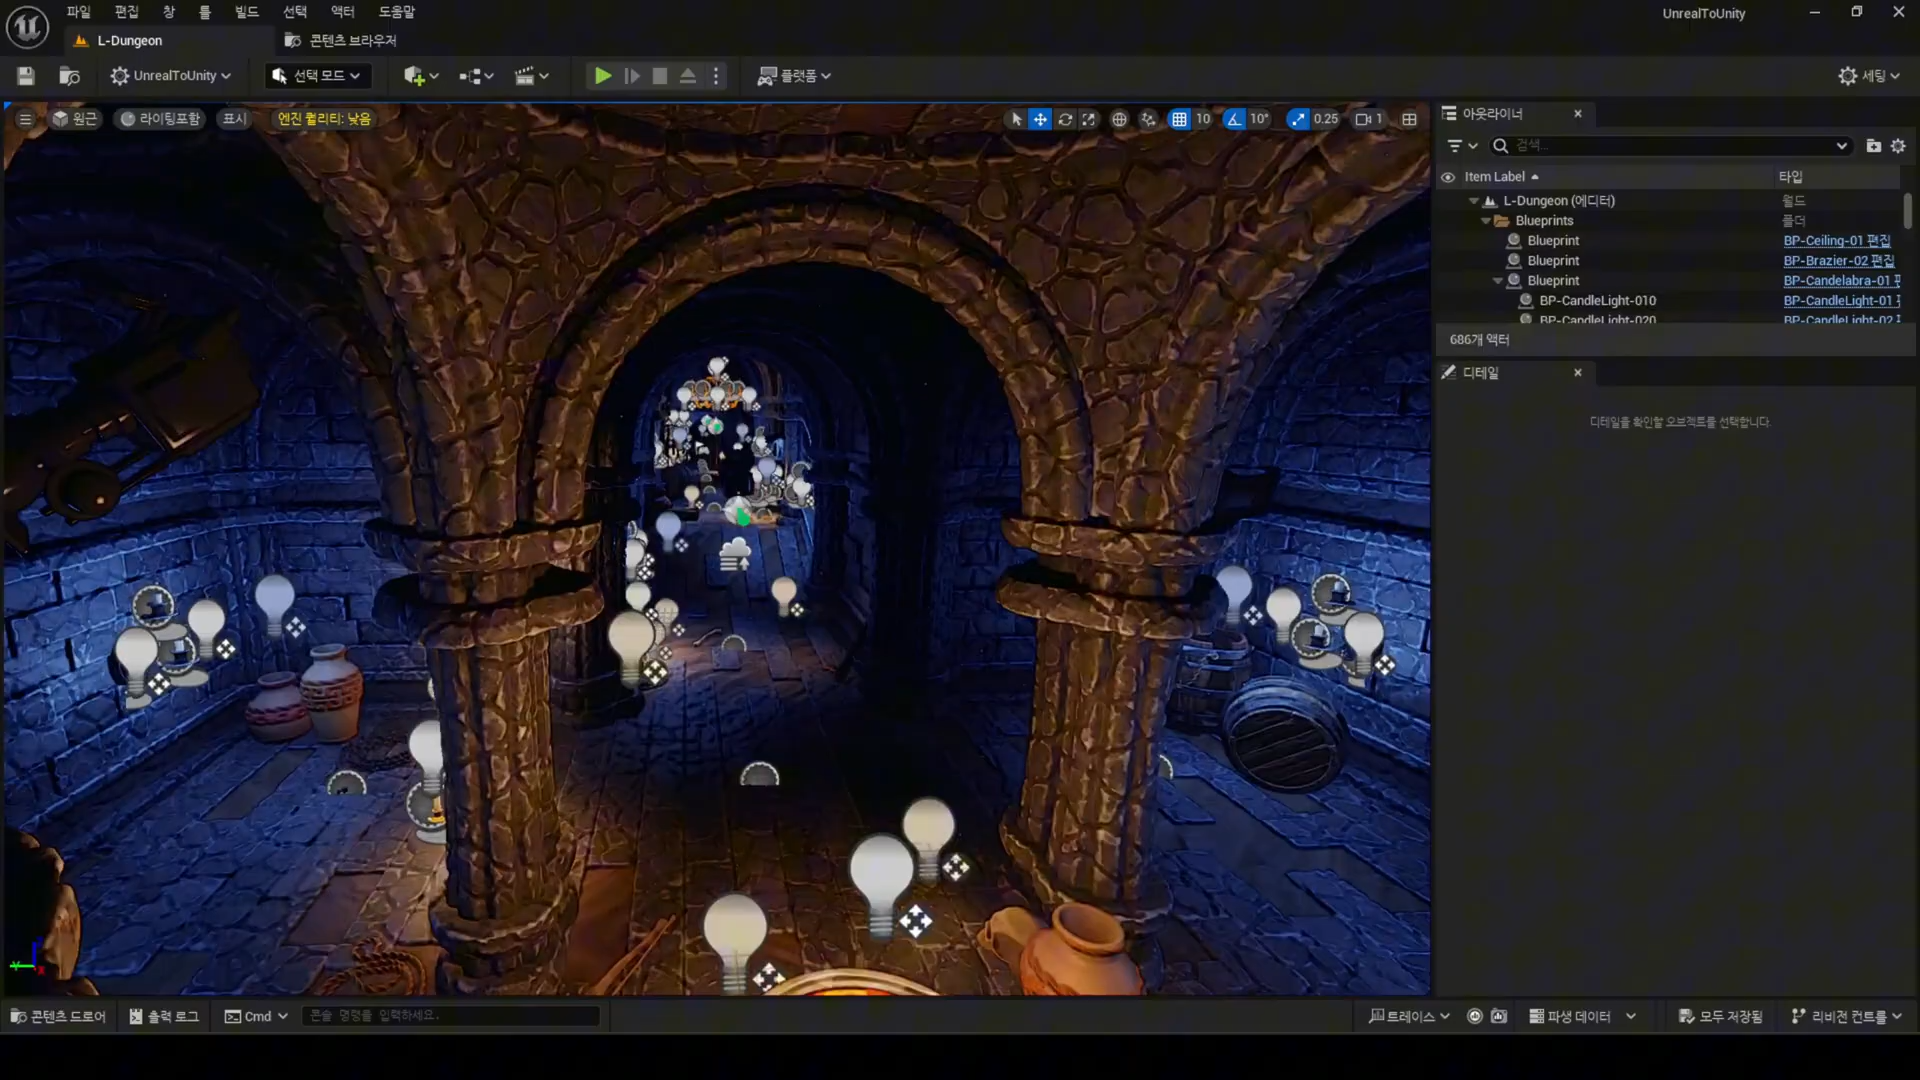 파일 편집 창 툴 빌드 선택 액터 도움말
UnrealToUnity
L-Dungeon
콘텐츠 브라우저
UnrealToUnity
선택 모드
플랫폼
세팅
원근
라이팅포함
표시
엔진 퀄리티: 낮음
10
10°
0.25
1
아웃라이너
검색...
Item Label
타입
L-Dungeon (에디터)
월드
Blueprints
폴더
Blueprint
BP-Ceiling-01 편집
Blueprint
BP-Brazier-02 편집
Blueprint
BP-Candelabra-01
BP-CandleLight-010
BP-CandleLight-01
BP-CandleLight-020
BP-CandleLight-02
686개 액터
디테일
디테일을 확인할 오브젝트를 선택합니다.
콘텐츠 드로어
출력 로그
Cmd
콘솔 명령을 입력하세요.
트레이스
파생 데이터
모두 저장됨
리비전 컨트롤